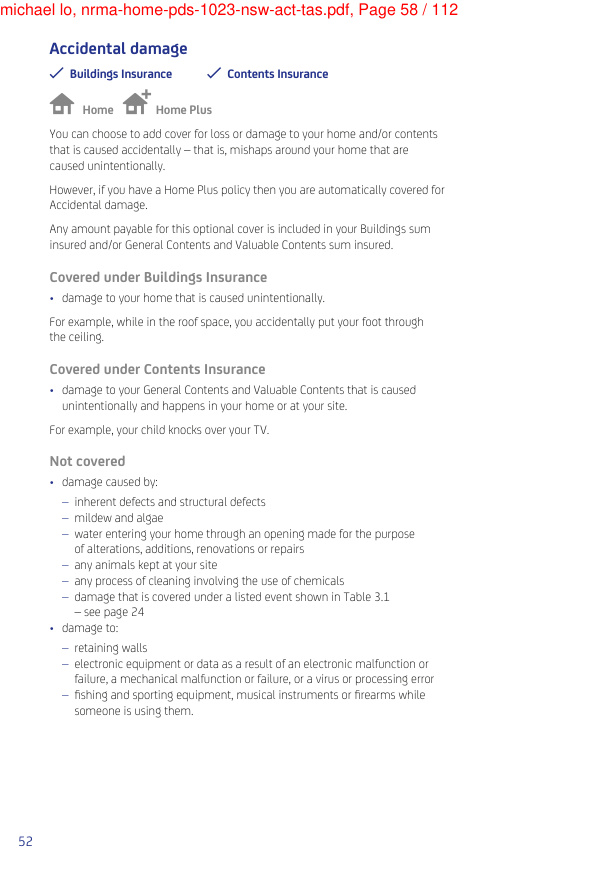 michael lo, nrma-home-pds-1023-nsw-act-tas.pdf, Page 58 / 112
Accidental damage
Buildings Insurance Contents Insurance
Home Home Plus
You can choose to add cover for loss or damage to your home and/or contents
that is caused accidentally – that is, mishaps around your home that are
caused unintentionally.
However, if you have a Home Plus policy then you are automatically covered for
Accidental damage.
Any amount payable for this optional cover is included in your Buildings sum
insured and/or General Contents and Valuable Contents sum insured.
Covered under Buildings Insurance
• damage to your home that is caused unintentionally.
For example, while in the roof space, you accidentally put your foot through
the ceiling.
Covered under Contents Insurance
• damage to your General Contents and Valuable Contents that is caused
unintentionally and happens in your home or at your site.
For example, your child knocks over your TV.
Not covered
• damage caused by:
– inherent defects and structural defects
– mildew and algae
– water entering your home through an opening made for the purpose
of alterations, additions, renovations or repairs
– any animals kept at your site
– any process of cleaning involving the use of chemicals
– damage that is covered under a listed event shown in Table 3.1
– see page 24
• damage to:
– retaining walls
– electronic equipment or data as a result of an electronic malfunction or
failure, a mechanical malfunction or failure, or a virus or processing error
– fishing and sporting equipment, musical instruments or firearms while
someone is using them.
52